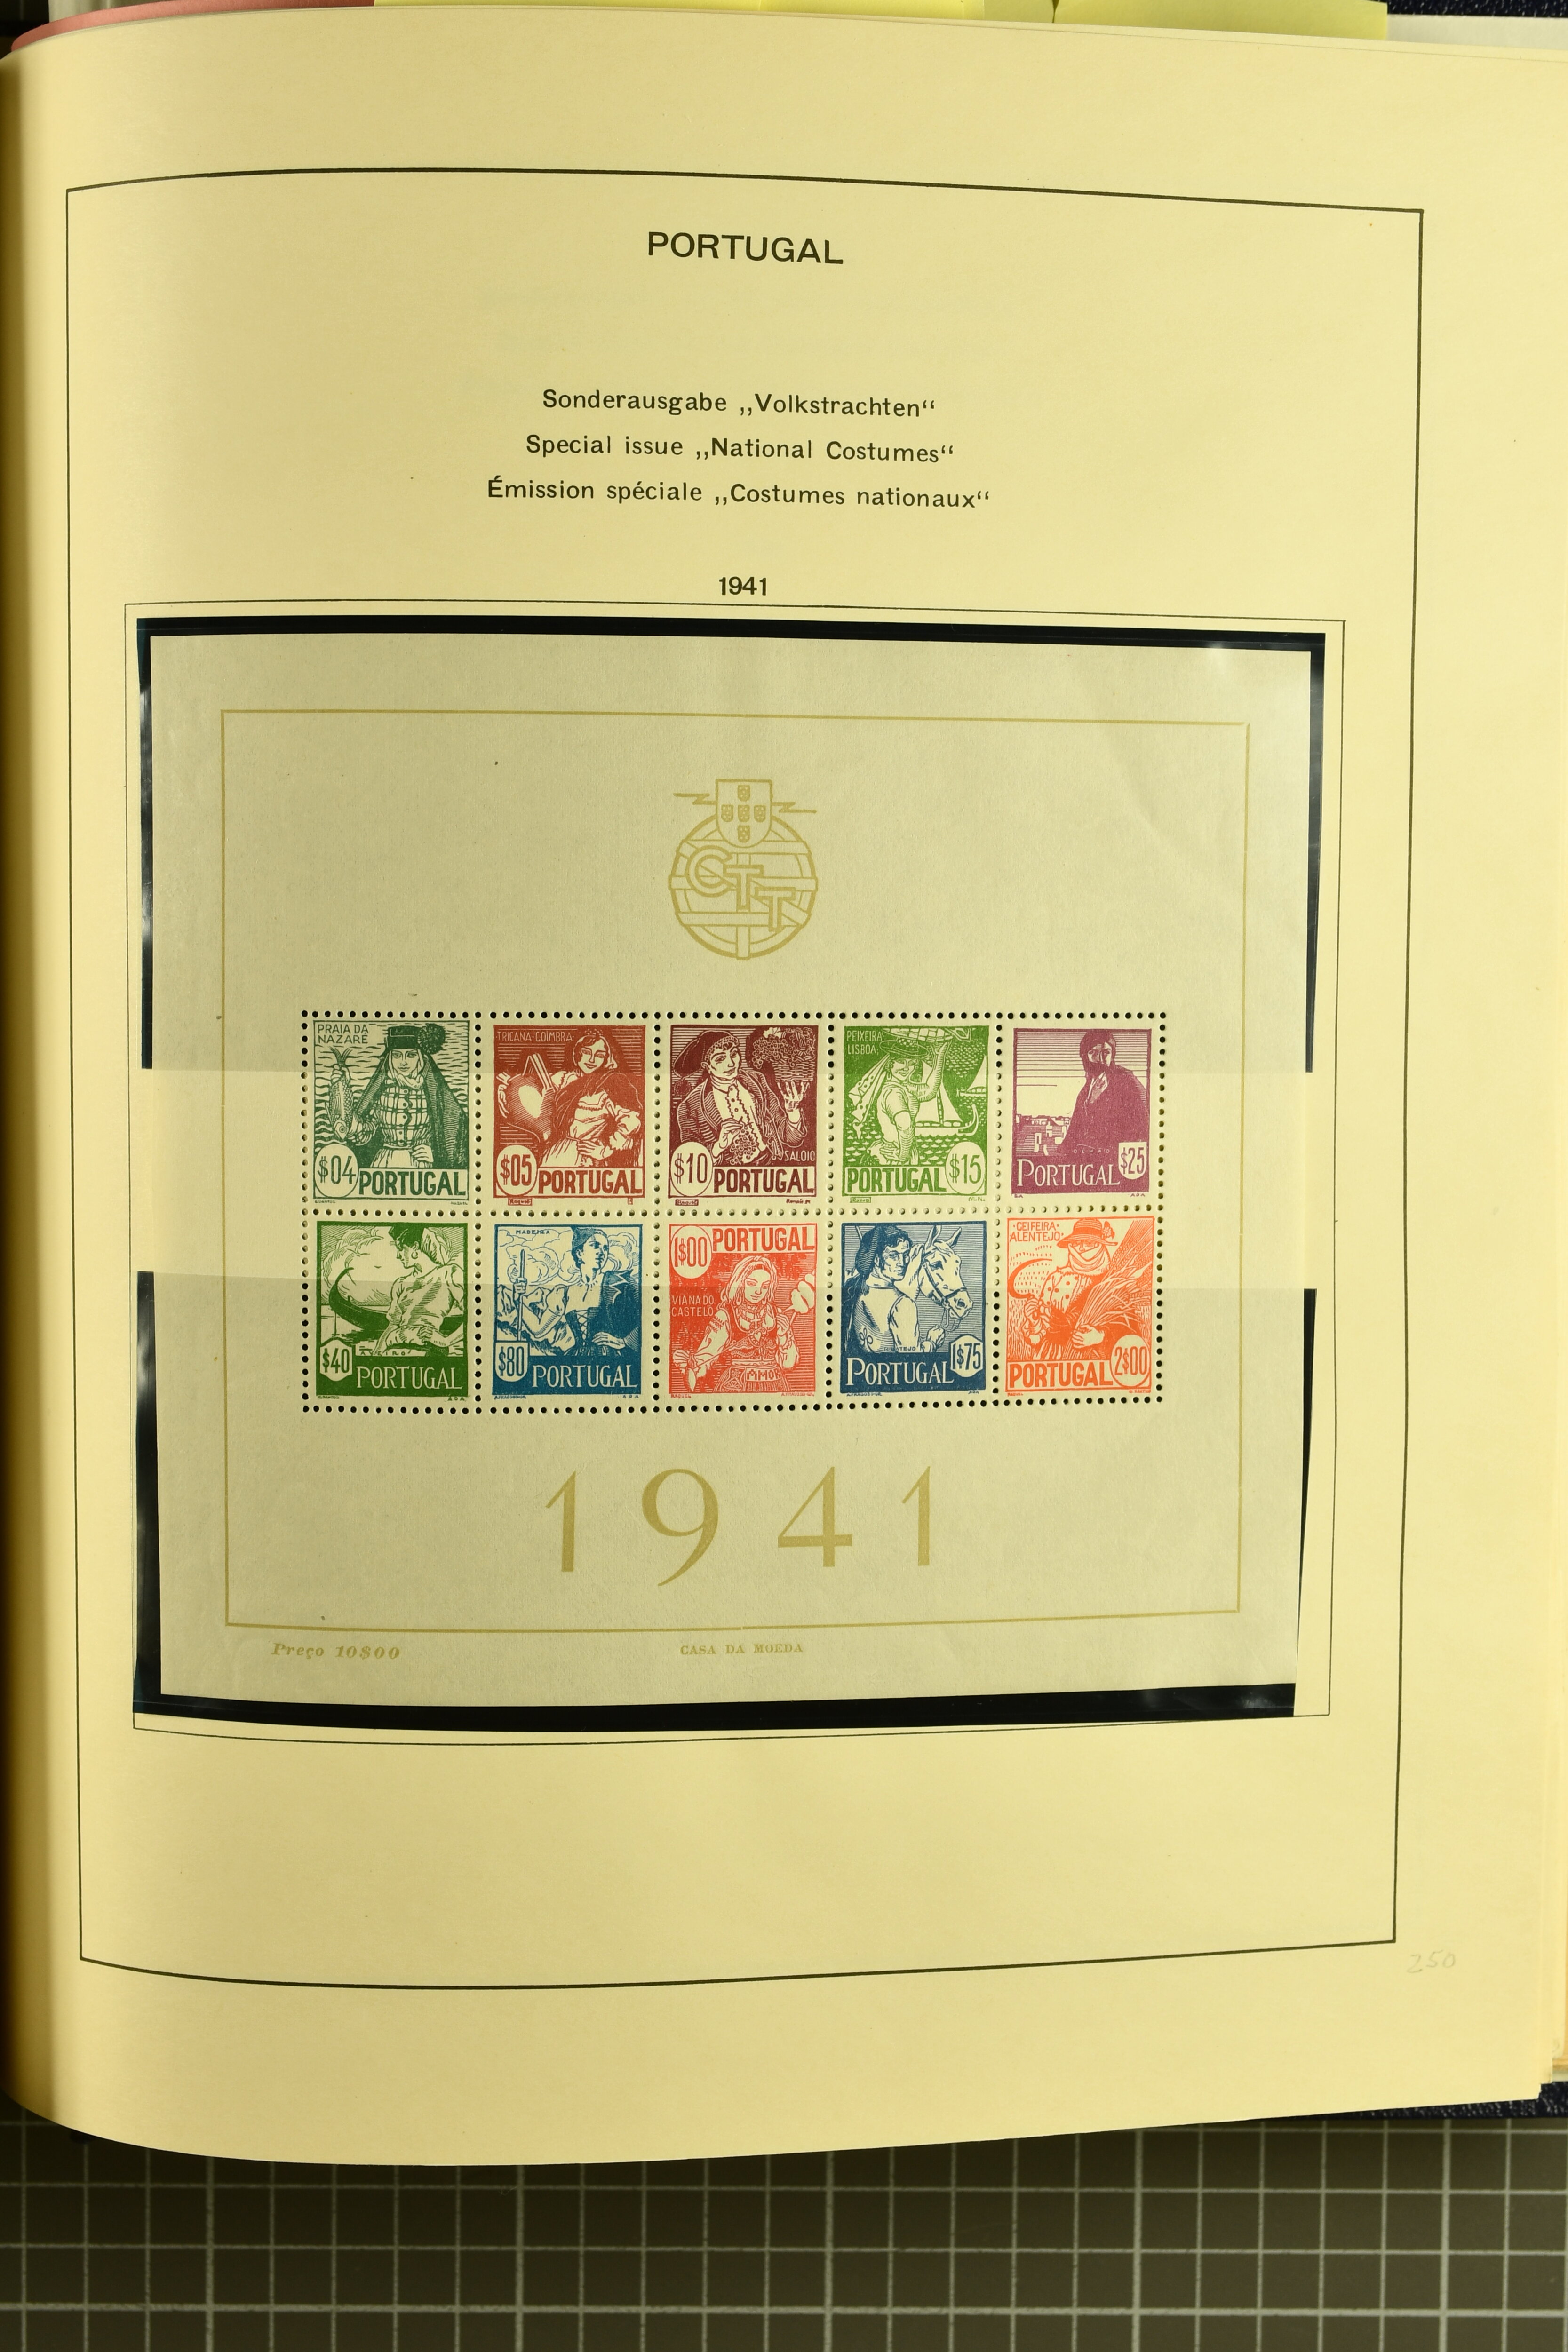 PORTUGAL
Sonderausgabe „Volkstrachten“
Special issue „National Costumes“
Émission spéciale „Costumes nationaux“
1941
CTT
PRAIA DA
NAZARÉ
$04 PORTUGAL
TRICANA·COIMBRA·
$05 PORTUGAL
SALOIO
$10 PORTUGAL
PEIXEIRA
LISBOA
PORTUGAL $15
PORTUGAL $25
AVEIRO
$40 PORTUGAL
MADEIRA
$80 PORTUGAL
1$00 PORTUGAL
VIANA DO
CASTELO
AMOR
PORTUGAL 1$75
·CEIFEIRA·
ALENTEJO·
PORTUGAL 2$00
1941
Preço 10$00
CASA DA MOEDA
250